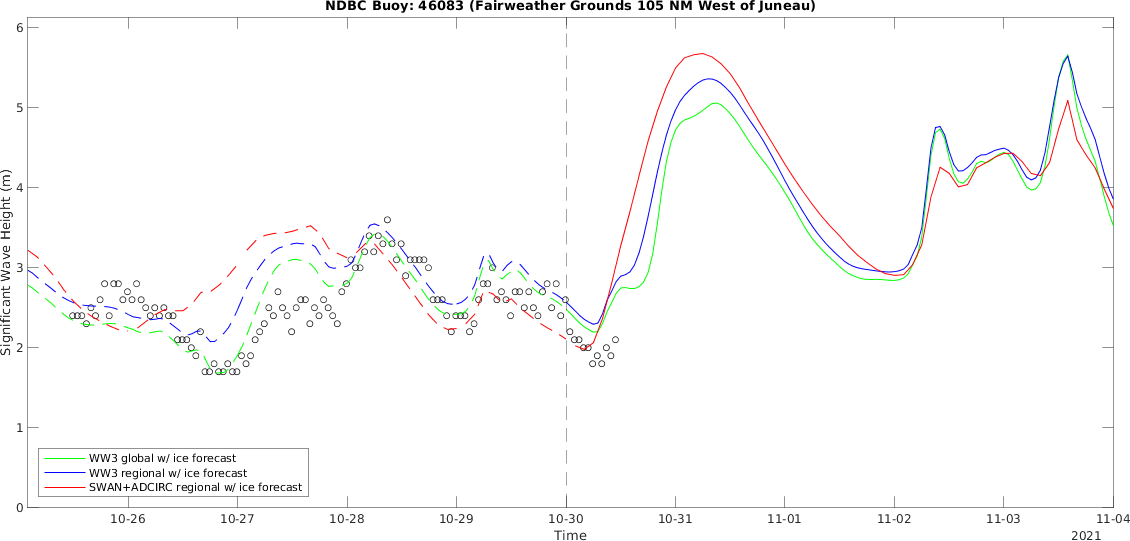 NDBC Buoy: 46083 (Fairweather Grounds 105 NM West of Juneau)
Significant Wave Height (m)
6
5
4
3
2
1
0
WW3 global w/ ice forecast
WW3 regional w/ ice forecast
SWAN+ADCIRC regional w/ ice forecast
10-26 10-27 10-28 10-29 10-30 10-31 11-01 11-02 11-03 11-04
Time
2021